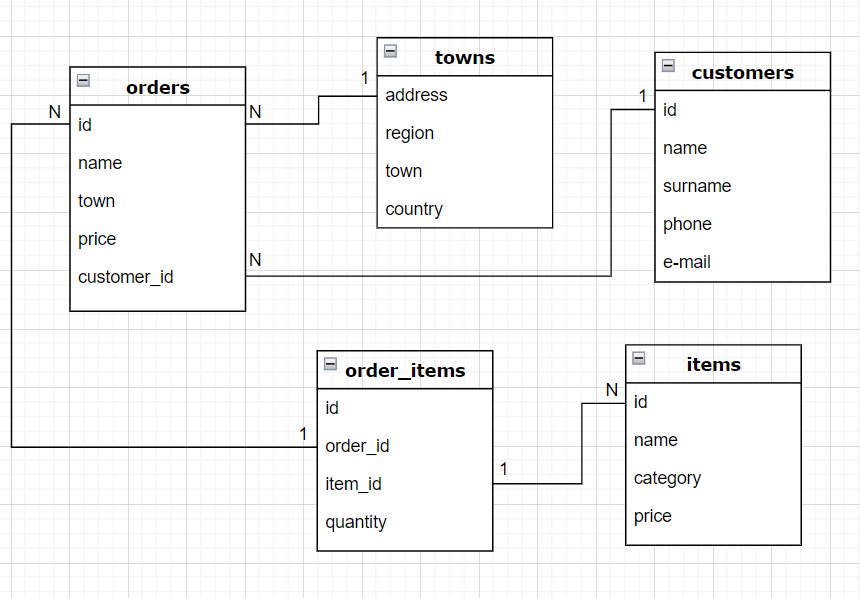 orders
N
id
N
name
town
price
customer_id
N
towns
1
address
region
town
country
customers
1
id
name
surname
phone
e-mail
order_items
id
1
order_id
item_id
1
quantity
items
N
id
name
category
price